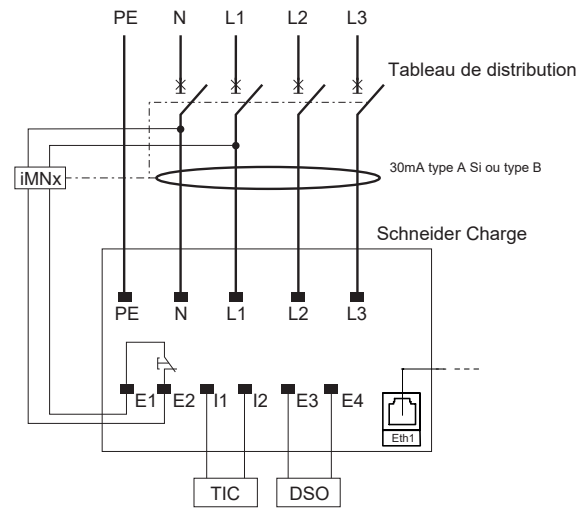 PE N L1 L2 L3
Tableau de distribution
30mA type A Si ou type B
iMNx
Schneider Charge
PE N L1 L2 L3
E1 E2 I1 I2 E3 E4
Eth1
TIC DSO